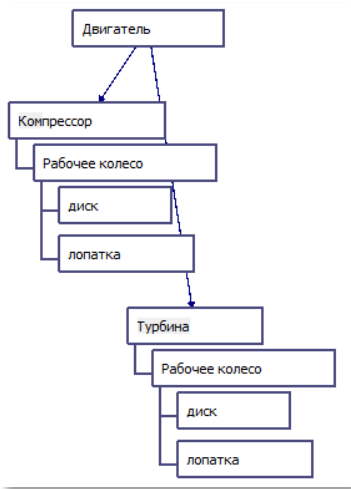 Двигатель
Компрессор
Рабочее колесо
диск
лопатка
Турбина
Рабочее колесо
диск
лопатка